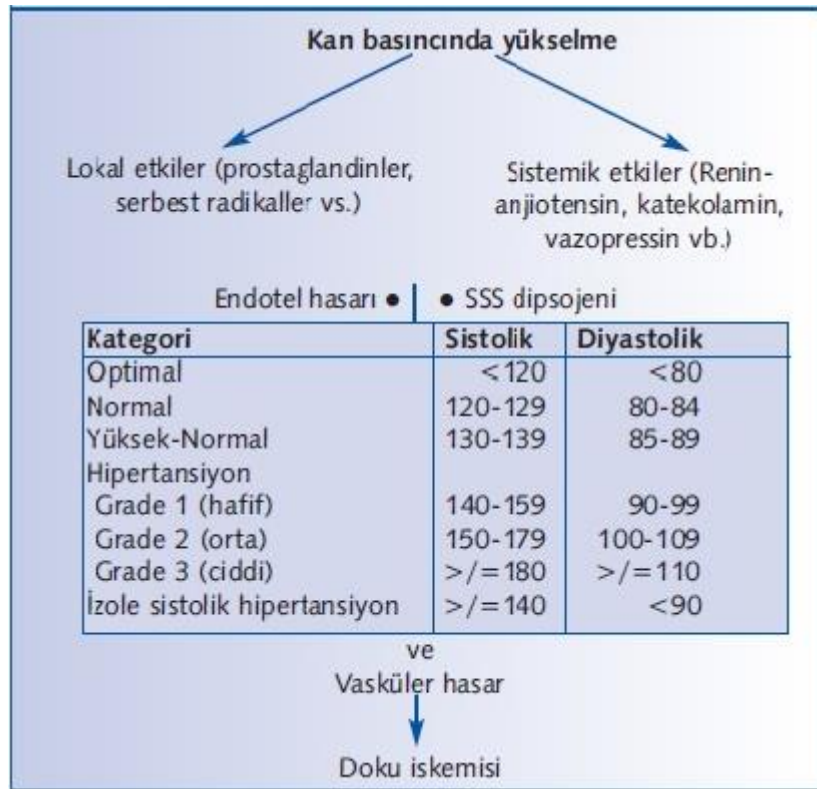 Kan basıncında yükselme
Lokal etkiler (prostaglandinler,
serbest radikaller vs.)
Sistemik etkiler (Renin-
anjiotensin, katekolamin,
vazopressin vb.)
Endotel hasarı ● ● SSS dipsojeni
Kategori Sistolik Diyastolik
Optimal <120 <80
Normal 120-129 80-84
Yüksek-Normal 130-139 85-89
Hipertansiyon
Grade 1 (hafif) 140-159 90-99
Grade 2 (orta) 150-179 100-109
Grade 3 (ciddi) >/=180 >/=110
İzole sistolik hipertansiyon >/=140 <90
ve
Vasküler hasar
Doku iskemisi